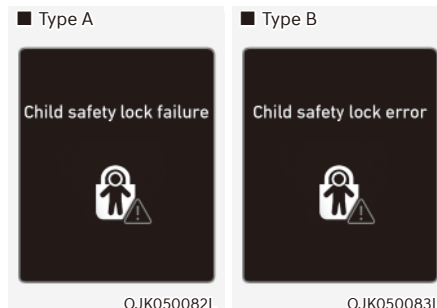 ■ Type A
Child safety lock failure
OJK050082L
■ Type B
Child safety lock error
OJK050083L